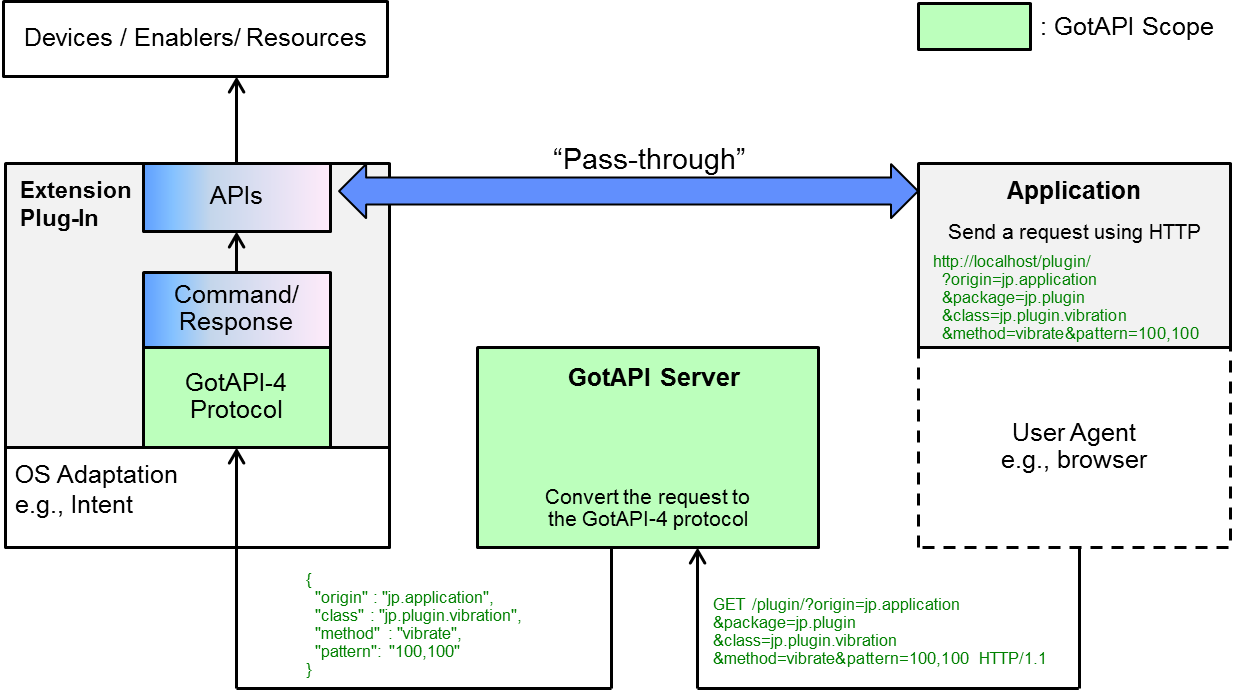 Devices / Enablers/ Resources
: GotAPI Scope
“Pass-through”
Extension
Plug-In
APIs
Command/
Response
GotAPI-4
Protocol
OS Adaptation
e.g., Intent
GotAPI Server
Convert the request to
the GotAPI-4 protocol
Application
Send a request using HTTP
http://localhost/plugin/
?origin=jp.application
&package=jp.plugin
&class=jp.plugin.vibration
&method=vibrate&pattern=100,100
User Agent
e.g., browser
{
"origin" : "jp.application",
"class" : "jp.plugin.vibration",
"method" : "vibrate",
"pattern": "100,100"
}
GET /plugin/?origin=jp.application
&package=jp.plugin
&class=jp.plugin.vibration
&method=vibrate&pattern=100,100 HTTP/1.1